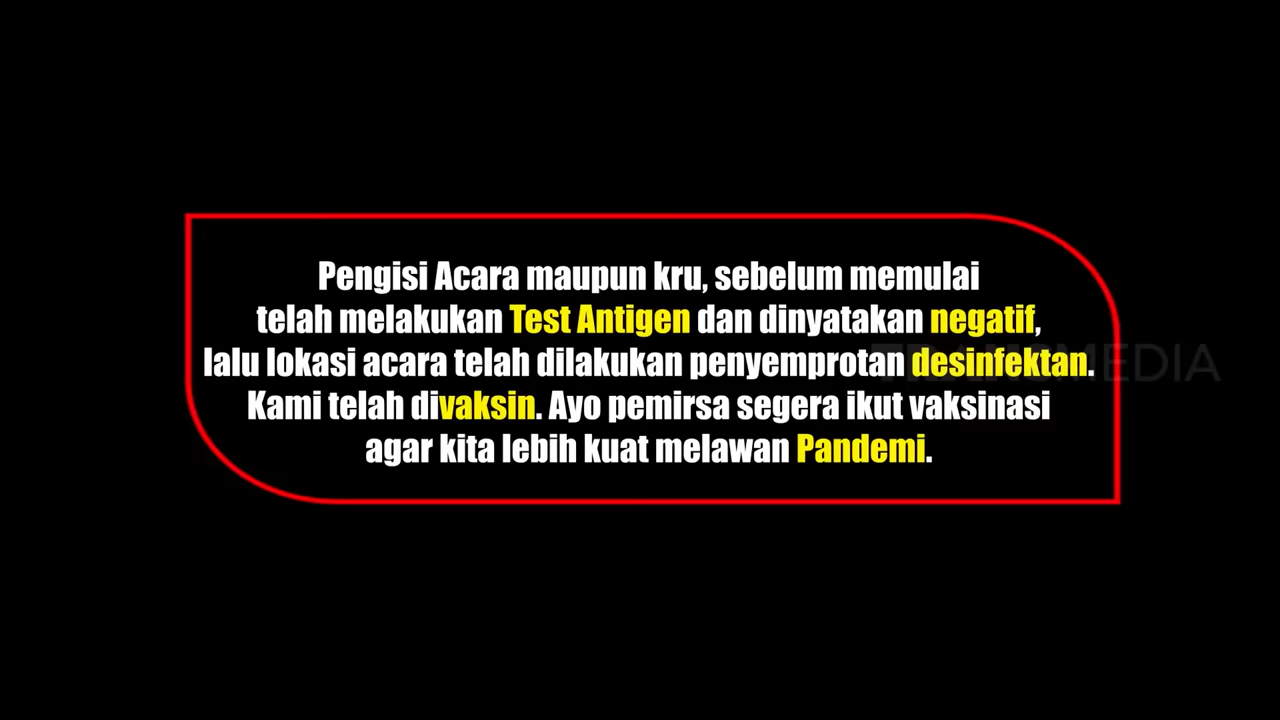 Pengisi Acara maupun kru, sebelum memulai
telah melakukan Test Antigen dan dinyatakan negatif,
lalu lokasi acara telah dilakukan penyemprotan desinfektan.
TRANSMEDIA
Kami telah divaksin. Ayo pemirsa segera ikut vaksinasi
agar kita lebih kuat melawan Pandemi.